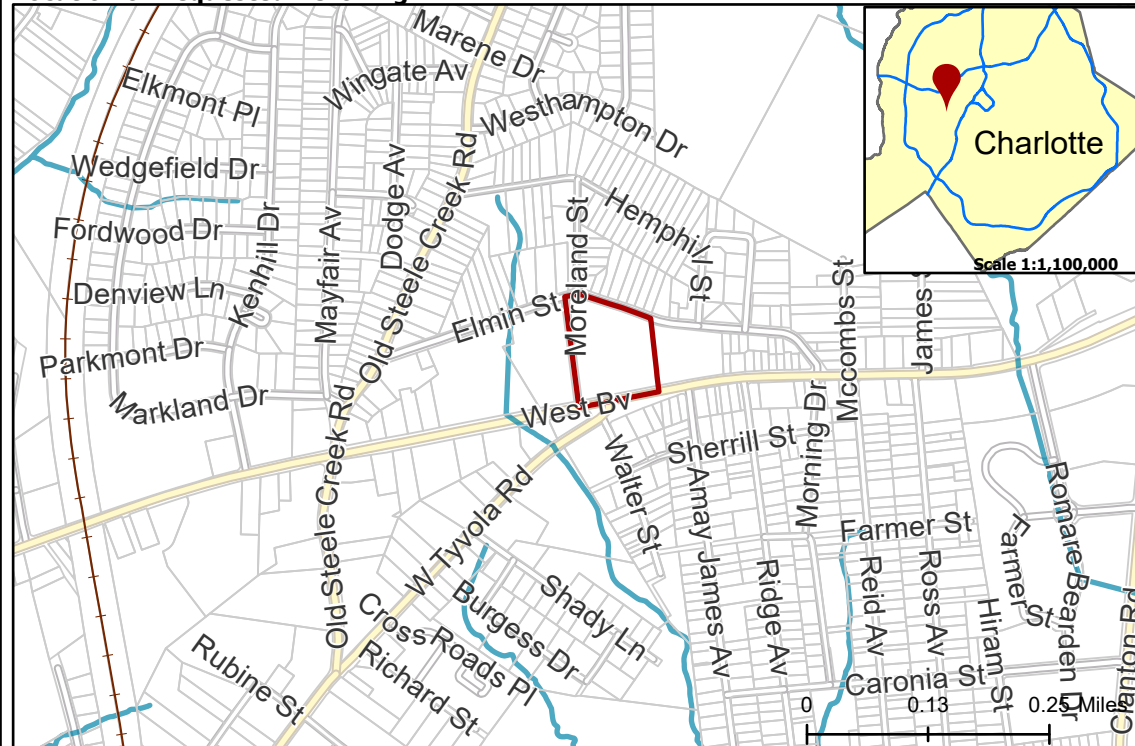 Marene Dr
Wingate Av
Elkmont Pl
Westhampton Dr
Wedgefield Dr
Dodge Av
Old Steele Creek Rd
Hemphill St
Moreland St
Fordwood Dr
Kenhill Dr
Mayfair Av
Denview Ln
Elmin St
Mccombs St
James S
Parkmont Dr
Markland Dr
West Bv
Sherrill St
Morning Dr
Old Steele Creek Rd
W Tyvola Rd
Walter St
Amay James Av
Farmer St
Farmer St
Romare Bearden Dr
Ridge Av
Reid Av
Ross Av
Hiram St
Shady Ln
Burgess Dr
Cross Roads Pl
Richard St
Rubine St
Caronia St
Clanton Rd
0
0.13
0.25 Miles
Charlotte
Scale 1:1,100,000